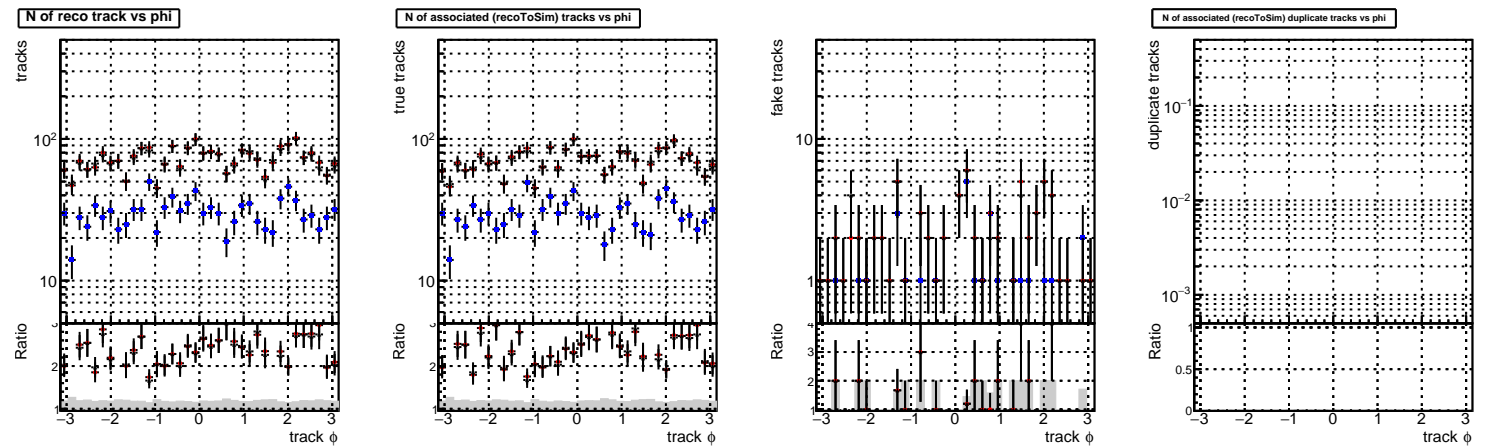 N of reco track vs phi
tracks
10²
10
Ratio
3
2
1
−3 −2 −1 0 1 2 3
track φ
N of associated (recoToSim) tracks vs phi
true tracks
10²
10
Ratio
3
2
1
−3 −2 −1 0 1 2 3
track φ
fake tracks
10
1
Ratio
4
3
2
1
−3 −2 −1 0 1 2 3
track φ
N of associated (recoToSim) duplicate tracks vs phi
duplicate tracks
10⁻¹
10⁻²
10⁻³
Ratio
1
0.5
0
−3 −2 −1 0 1 2 3
track φ